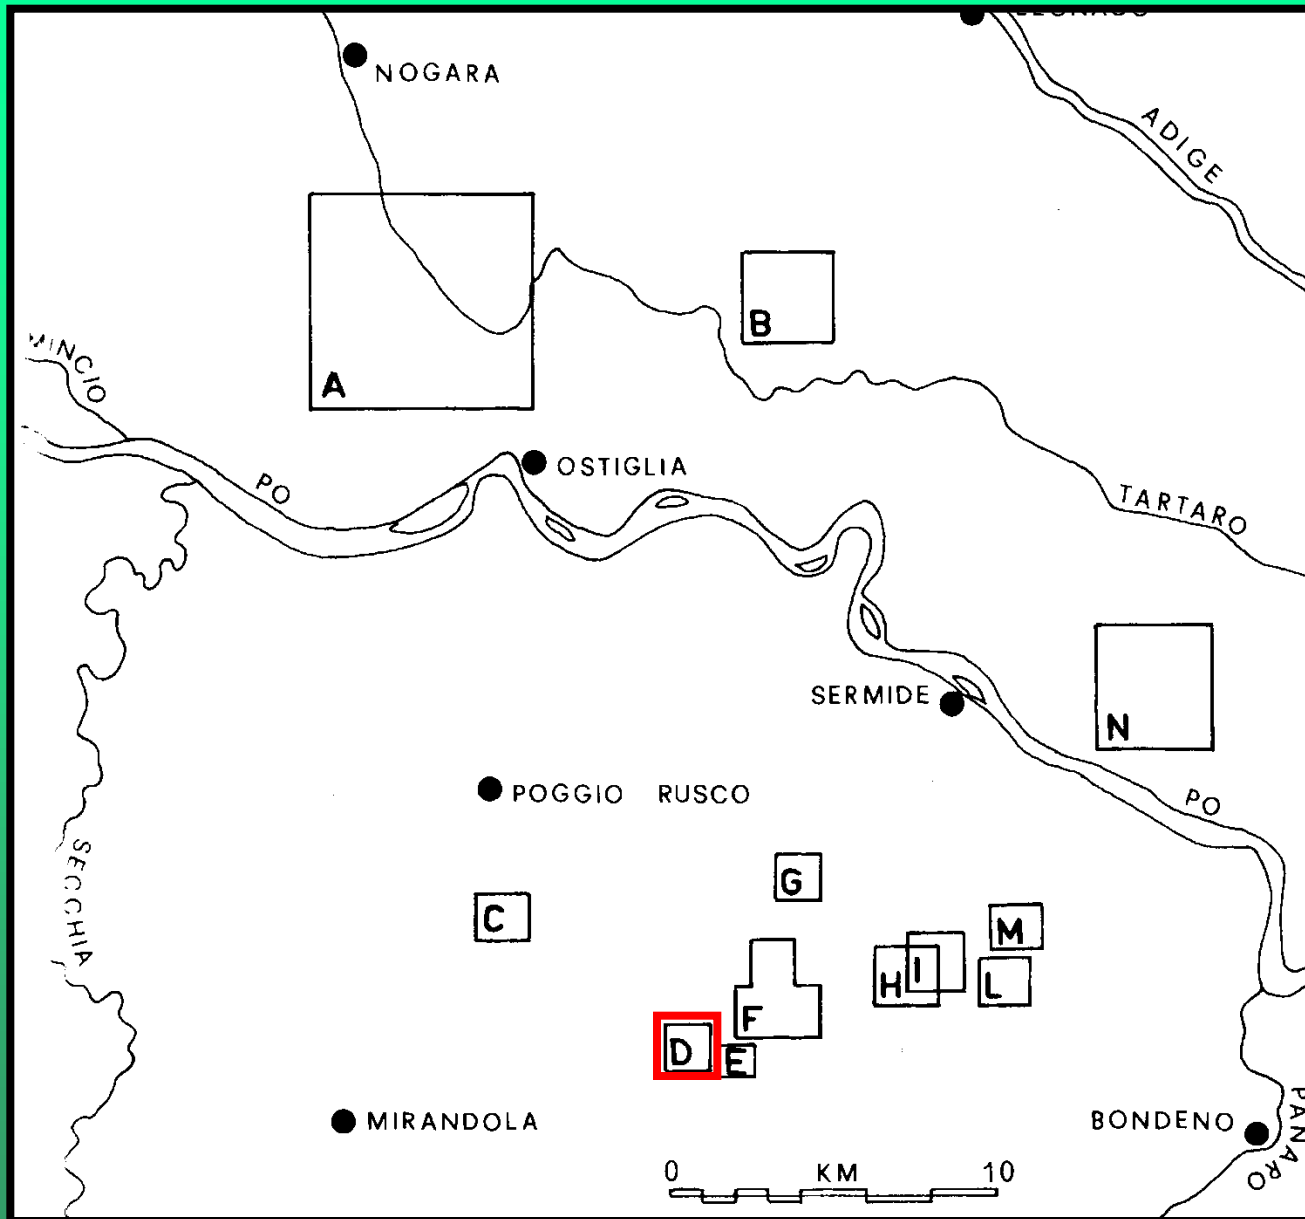 NOGARA
ADIGE
B
A
MINCIO
PO
OSTIGLIA
TARTARO
SERMIDE
N
POGGIO RUSCO
PO
SECCHIA
G
C
M
H
I
L
F
D
E
MIRANDOLA
BONDENO
PANARO
0 KM 10